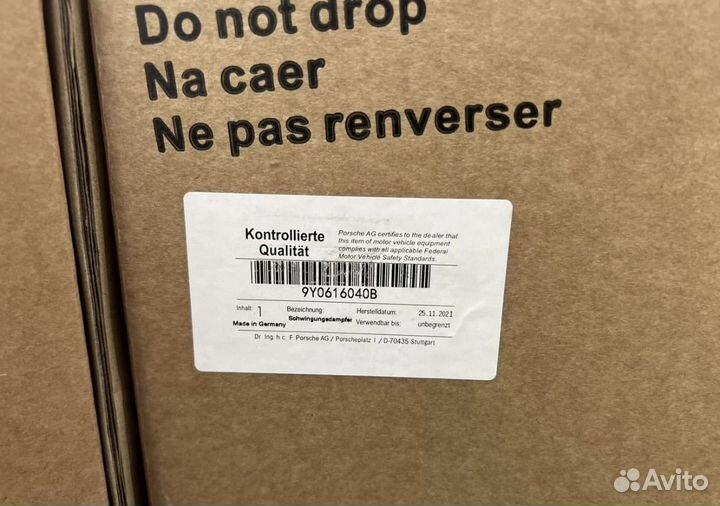 Do not drop
Na caer
Ne pas renverser
Kontrollierte
Qualität
Porsche AG certifies to the dealer that
this item of motor vehicle equipment
complies with all applicable Federal
Motor Vehicle Safety Standards.
9Y0616040B
Inhalt: 1 Bezeichnung: Herstelldatum: 25.11.2021
Made in Germany Schwingungsdampfer Verwendbar bis: unbegrenzt
Dr. Ing. h.c. F. Porsche AG / Porscheplatz 1 / D-70435 Stuttgart
Avito